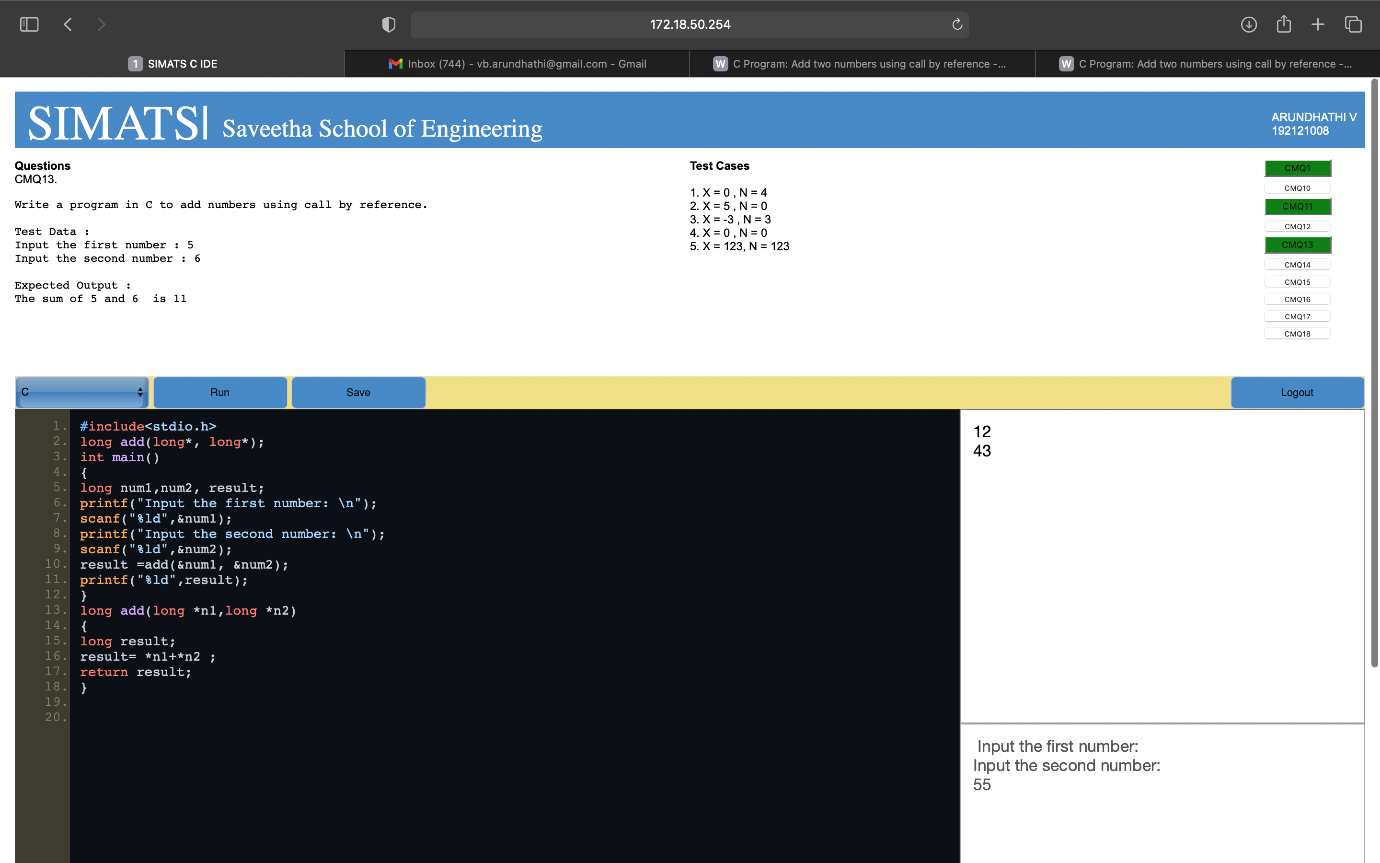 172.18.50.254
1 SIMATS C IDE
Inbox (744) - vb.arundhathi@gmail.com - Gmail
W C Program: Add two numbers using call by reference -...
W C Program: Add two numbers using call by reference -...
SIMATS| Saveetha School of Engineering
ARUNDHATHI V
192121008
Questions
CMQ13.
Write a program in C to add numbers using call by reference.
Test Data :
Input the first number : 5
Input the second number : 6
Expected Output :
The sum of 5 and 6  is 11
Test Cases
1. X = 0 , N = 4
2. X = 5 , N = 0
3. X = -3 , N = 3
4. X = 0 , N = 0
5. X = 123, N = 123
CMQ1
CMQ10
CMQ11
CMQ12
CMQ13
CMQ14
CMQ15
CMQ16
CMQ17
CMQ18
C
Run
Save
Logout
1. #include<stdio.h>
2. long add(long*, long*);
3. int main()
4. {
5. long num1,num2, result;
6. printf("Input the first number: \n");
7. scanf("%ld",&num1);
8. printf("Input the second number: \n");
9. scanf("%ld",&num2);
10. result =add(&num1, &num2);
11. printf("%ld",result);
12. }
13. long add(long *n1,long *n2)
14. {
15. long result;
16. result= *n1+*n2 ;
17. return result;
18. }
19.
20.
12
43
Input the first number:
Input the second number:
55